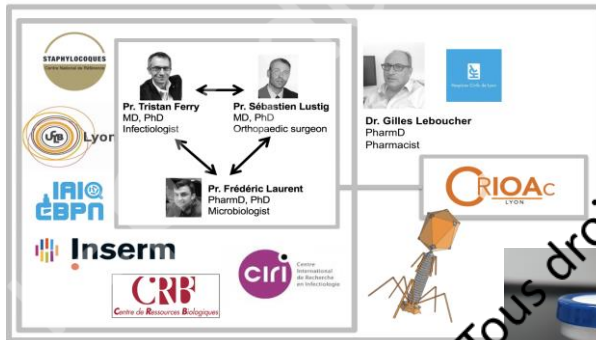 STAPHYLOCOQUES
Centre National de Référence
Pr. Tristan Ferry
MD, PhD
Infectiologist
Pr. Sébastien Lustig
MD, PhD
Orthopaedic surgeon
Dr. Gilles Leboucher
PharmD
Pharmacist
Lyon
Pr. Frédéric Laurent
PharmD, PhD
Microbiologist
CRIOAC
LYON
IAI
CBPN
Inserm
CRB
Centre de Ressources Biologiques
ciri
Centre
International
de Recherche
en Infectiologie
Tous droi